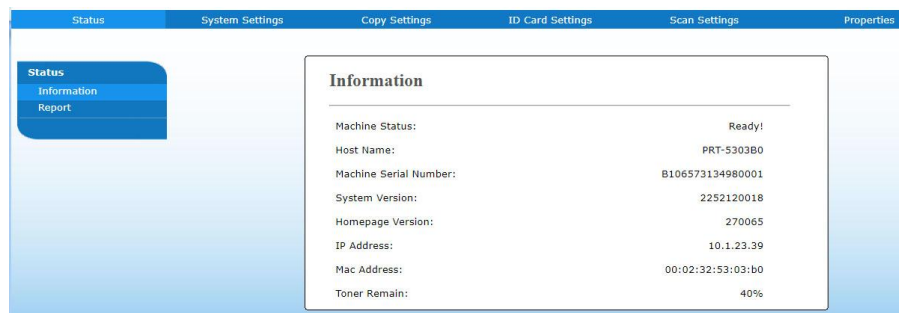 Status System Settings Copy Settings ID Card Settings Scan Settings Properties
Status
Information
Report
Information
Machine Status: Ready!
Host Name: PRT-5303B0
Machine Serial Number: B106573134980001
System Version: 2252120018
Homepage Version: 270065
IP Address: 10.1.23.39
Mac Address: 00:02:32:53:03:b0
Toner Remain: 40%